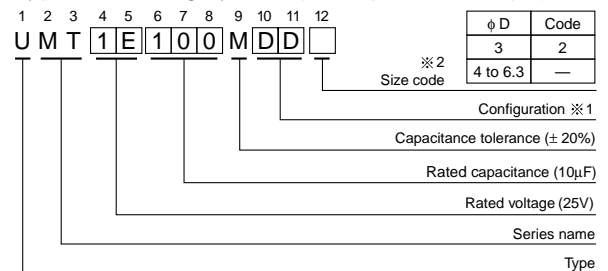 1 2 3 4 5 6 7 8 9 10 11 12
U M T 1 E 1 0 0 M D D
φ D Code
3 2
4 to 6.3 —
※2
Size code
Configuration ※1
Capacitance tolerance (± 20%)
Rated capacitance (10μF)
Rated voltage (25V)
Series name
Type